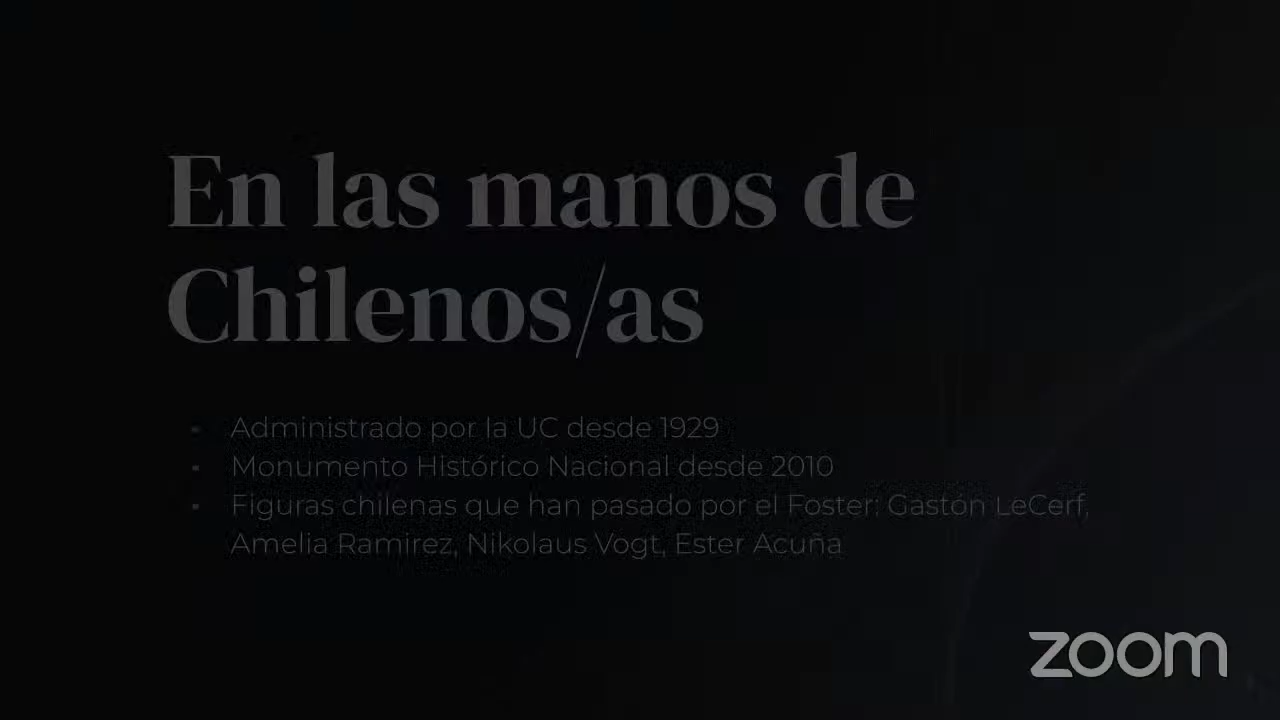 En las manos de
Chilenos/as
- Administrado por la UC desde 1929
- Monumento Histórico Nacional desde 2010
- Figuras chilenas que han pasado por el Foster: Gastón LeCerf,
Amelia Ramirez, Nikolaus Vogt, Ester Acuña
zoom